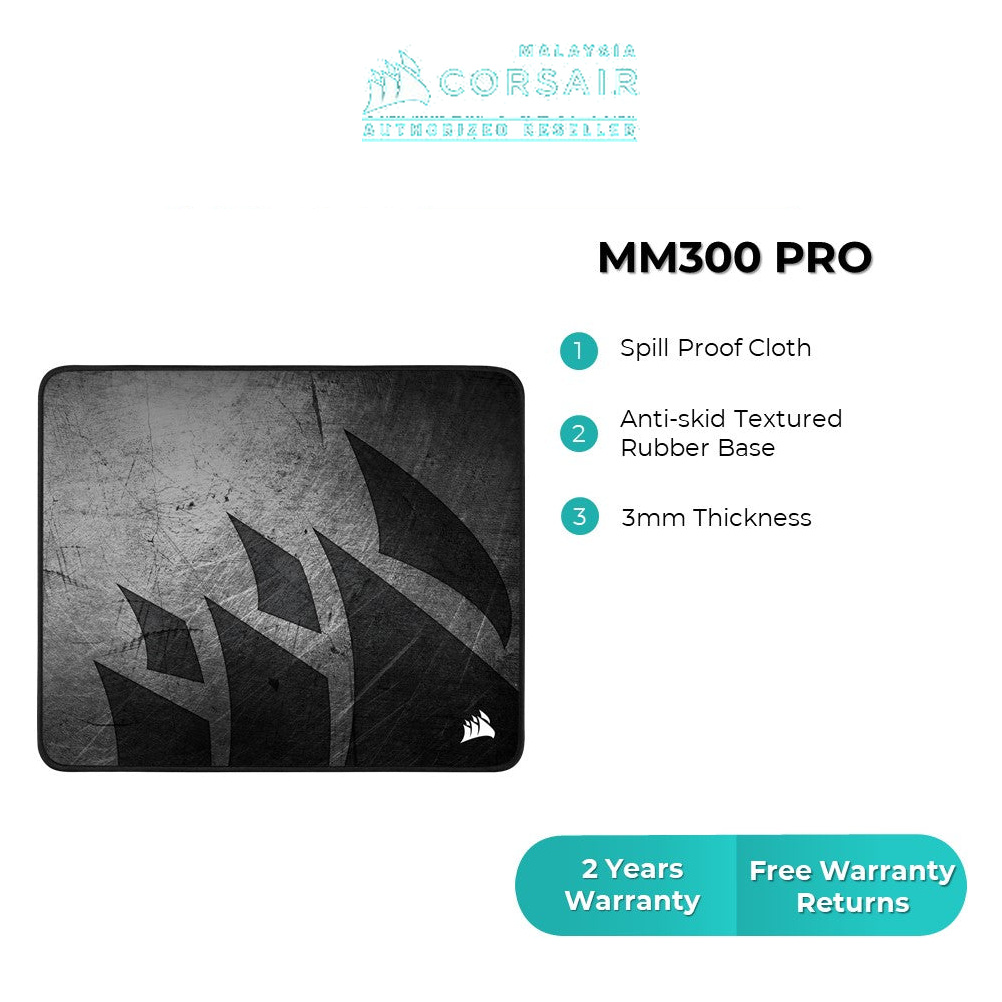 MALAYSIA
CORSAIR
AUTHORIZED RESELLER
MM300 PRO
1 Spill Proof Cloth
2 Anti-skid Textured
Rubber Base
3 3mm Thickness
2 Years
Warranty
Free Warranty
Returns